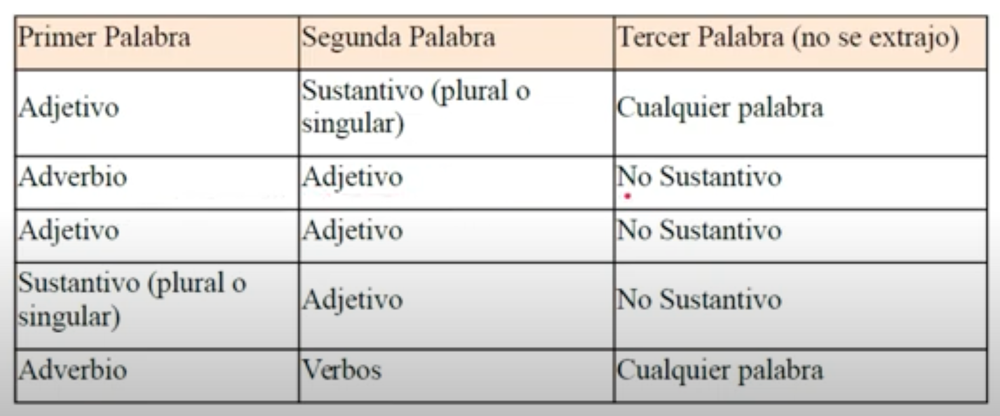 Primer Palabra Segunda Palabra Tercer Palabra (no se extrajo)
Adjetivo Sustantivo (plural o singular) Cualquier palabra
Adverbio Adjetivo No Sustantivo
Adjetivo Adjetivo No Sustantivo
Sustantivo (plural o singular) Adjetivo No Sustantivo
Adverbio Verbos Cualquier palabra